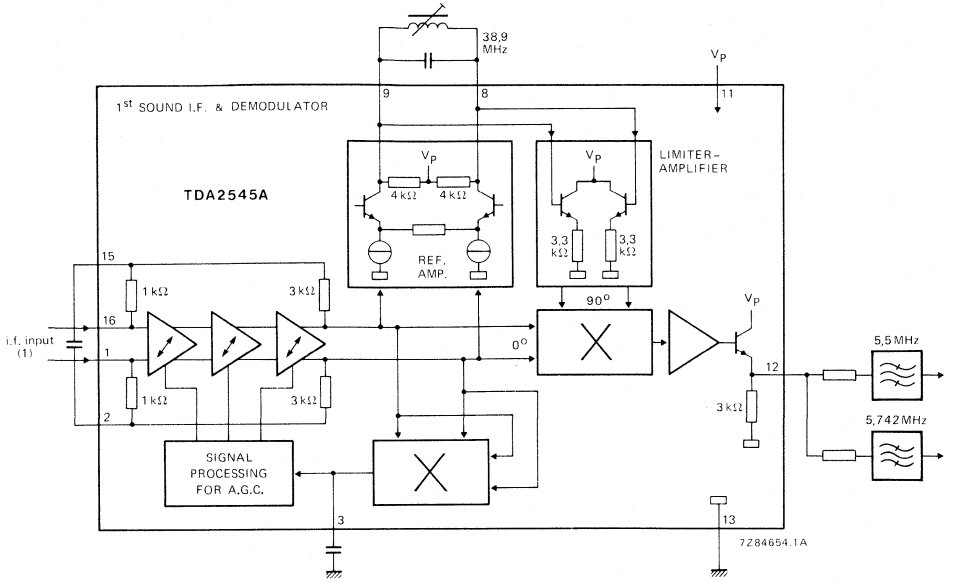 38,9
MHz
VP
9
8
11
1st SOUND I.F. & DEMODULATOR
LIMITER-
AMPLIFIER
VP
VP
TDA2545A
4 kΩ
4 kΩ
3,3
kΩ
3,3
kΩ
REF.
AMP.
15
1 kΩ
3 kΩ
16
90°
VP
i.f. input
(1)
1
0°
X
12
5,5 MHz
1 kΩ
3 kΩ
3 kΩ
2
5,742 MHz
SIGNAL
PROCESSING
FOR A.G.C.
X
3
13
7Z84654.1A